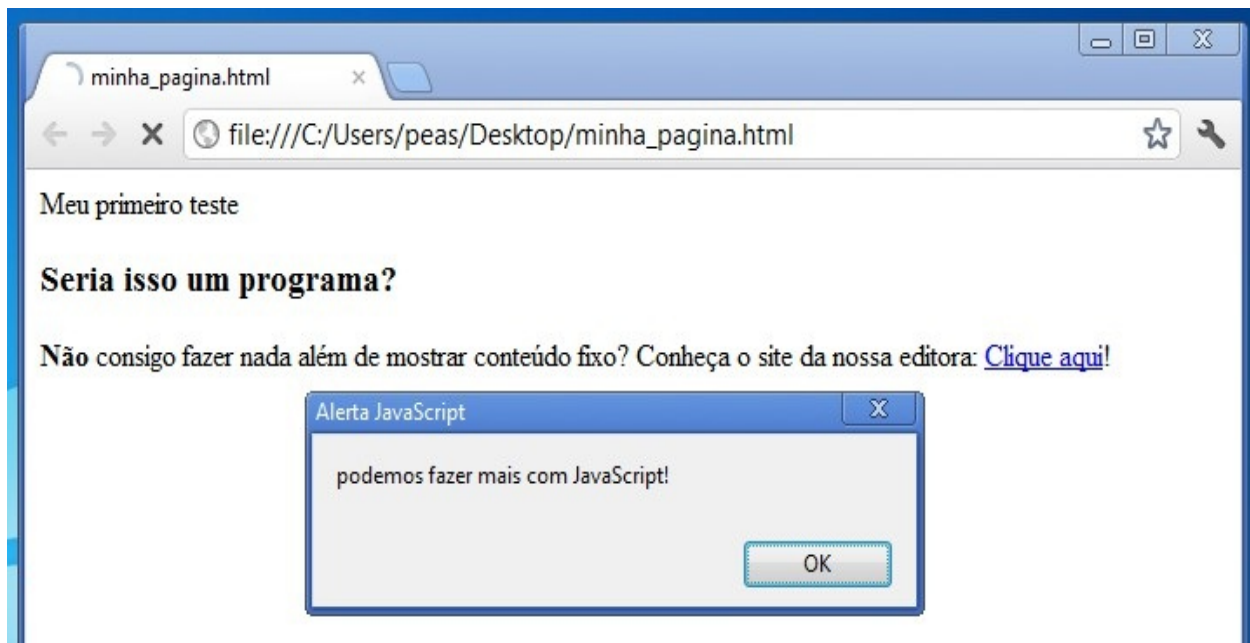 minha_pagina.html
file:///C:/Users/peas/Desktop/minha_pagina.html
Meu primeiro teste
Seria isso um programa?
Não consigo fazer nada além de mostrar conteúdo fixo? Conheça o site da nossa editora: Clique aqui!
Alerta JavaScript
podemos fazer mais com JavaScript!
OK